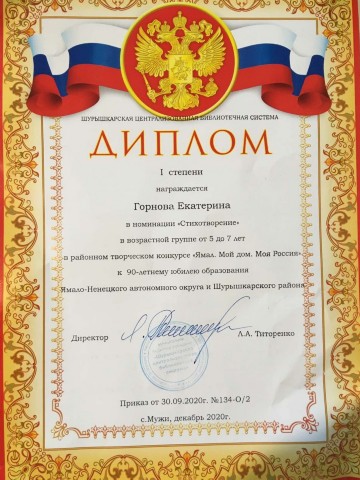 ШУРЫШКАРСКАЯ ЦЕНТРАЛИЗОВАННАЯ БИБЛИОТЕЧНАЯ СИСТЕМА
ДИПЛОМ
I степени
награждается
Горнова Екатерина
в номинации «Стихотворение»
в возрастной группе от 5 до 7 лет
в районном творческом конкурсе «Ямал. Мой дом. Моя Россия»
к 90-летнему юбилею образования
Ямало-Ненецкого автономного округа и Шурышкарского района
Директор Л.А. Титоренко
Приказ от 30.09.2020г. №134-О/2
с.Мужи, декабрь 2020г.